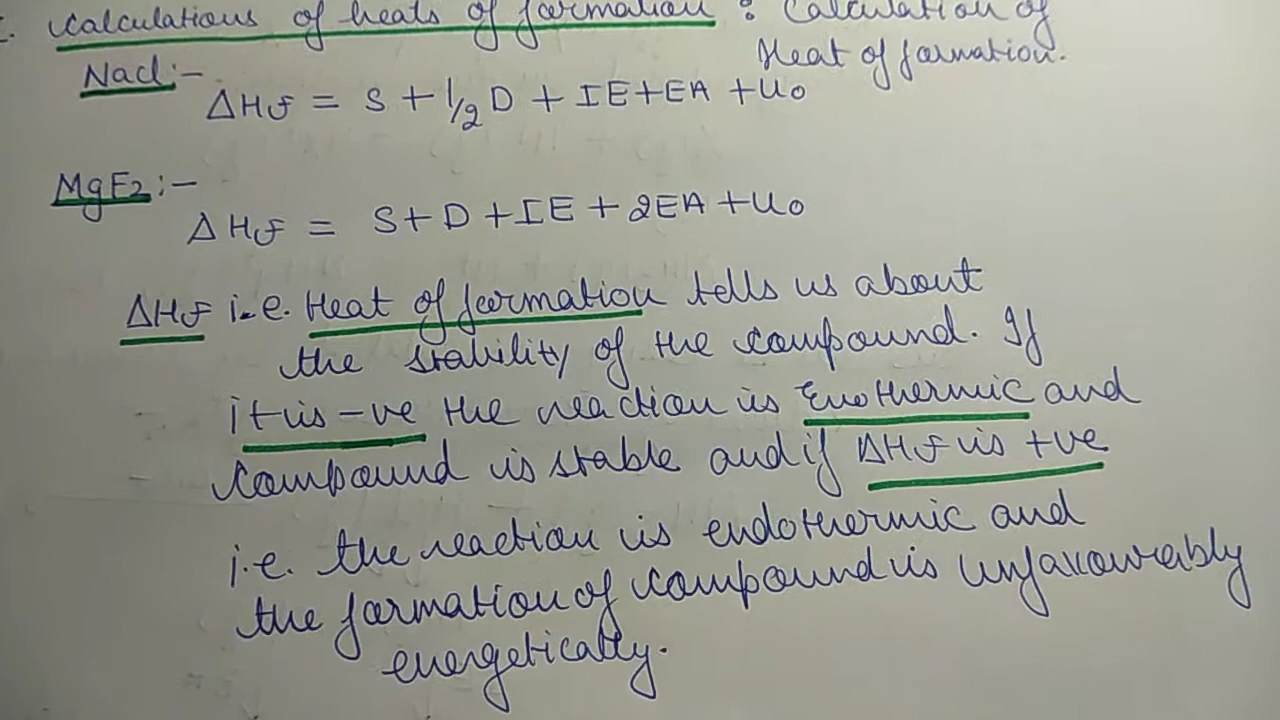 Calculations of heats of formation : Calculation of
Heat of formation.
Nacl:-
ΔHf = S + 1/2 D + IE+EA +U₀
MgF₂:-
ΔHf = S+D+IE + 2EA +U₀
ΔHf i.e. Heat of formation tells us about
the stability of the compound. If
it is -ve the reaction is Exothermic and
compound is stable and if ΔHf is +ve
i.e. the reaction is endothermic and
the formation of compound is unfavourably
energetically.